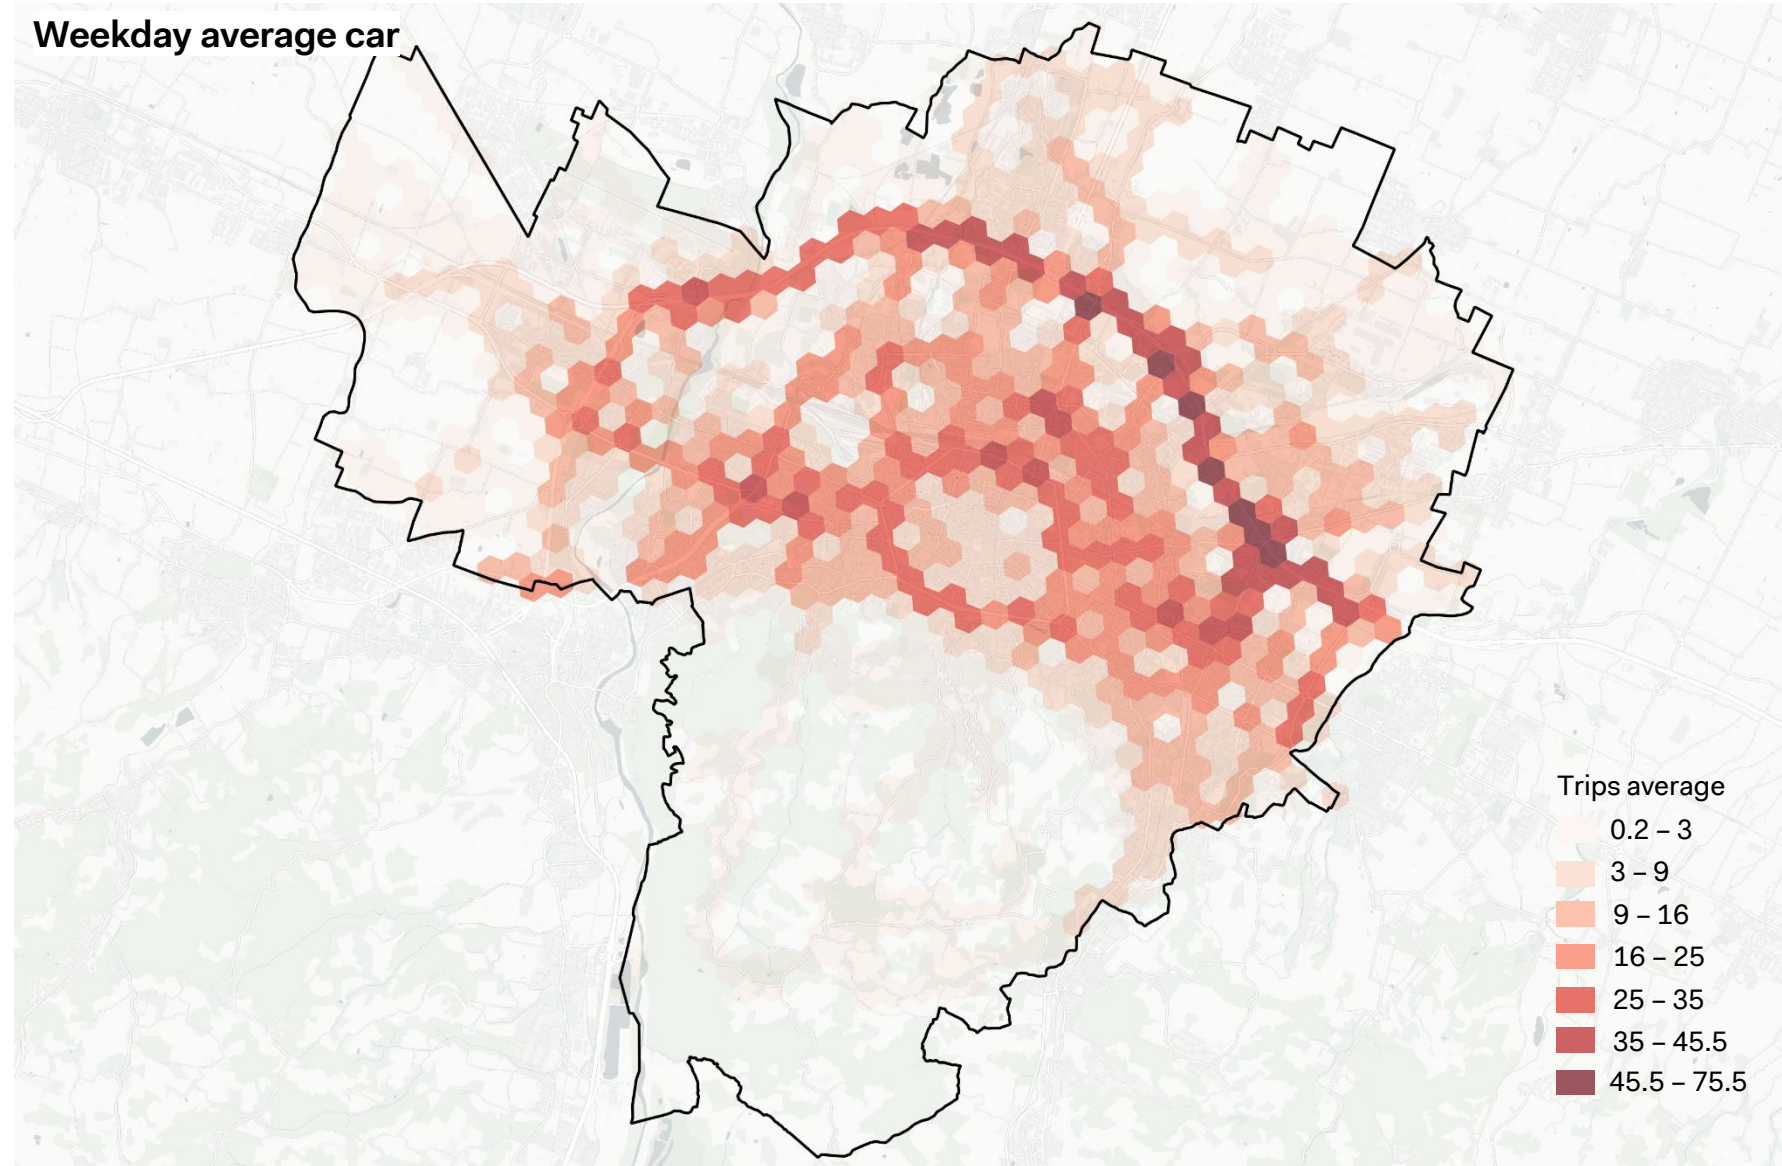 Weekday average car
Trips average
0.2 – 3
3 – 9
9 – 16
16 – 25
25 – 35
35 – 45.5
45.5 – 75.5